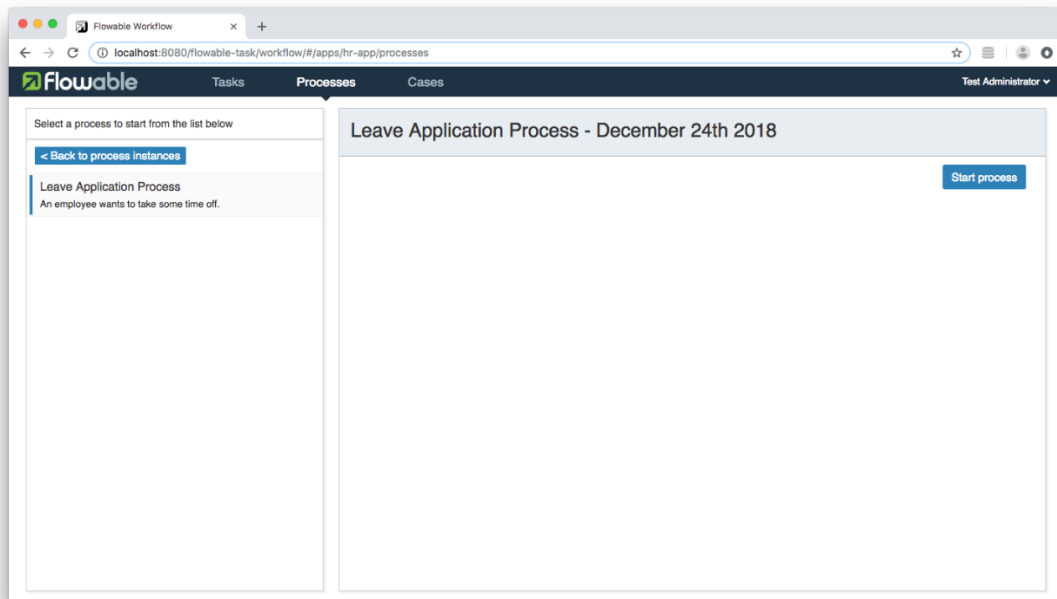 Flowable Workflow
localhost:8080/flowable-task/workflow/#/apps/hr-app/processes
Flowable
Tasks
Processes
Cases
Test Administrator
Select a process to start from the list below
< Back to process instances
Leave Application Process
An employee wants to take some time off.
Leave Application Process - December 24th 2018
Start process